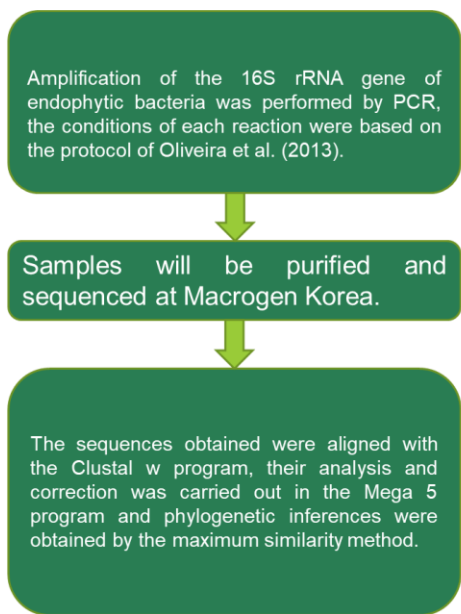 Amplification of the 16S rRNA gene of
endophytic bacteria was performed by PCR,
the conditions of each reaction were based on
the protocol of Oliveira et al. (2013).
Samples will be purified and
sequenced at Macrogen Korea.
The sequences obtained were aligned with
the Clustal w program, their analysis and
correction was carried out in the Mega 5
program and phylogenetic inferences were
obtained by the maximum similarity method.